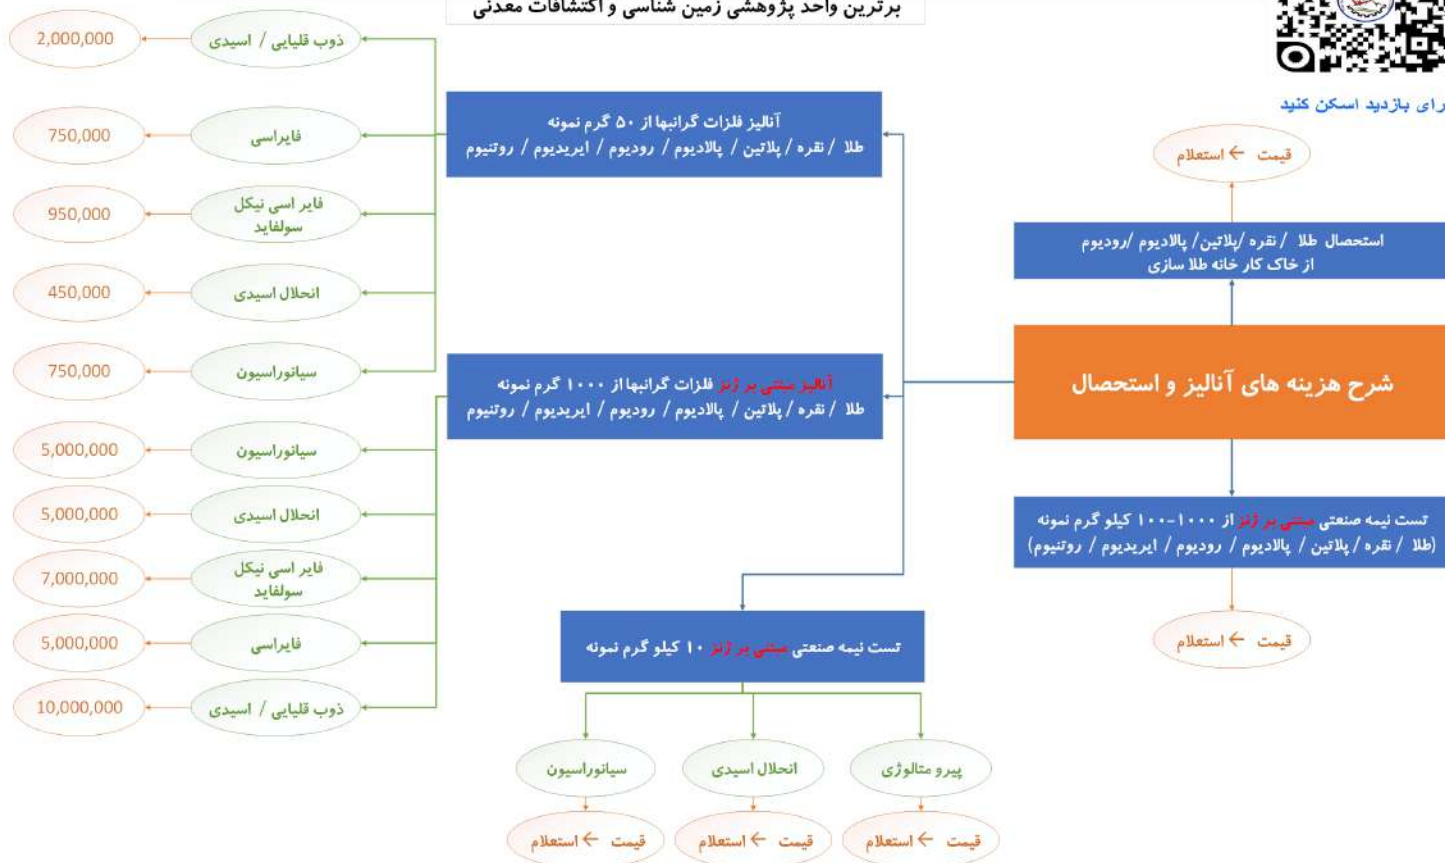 برترین واحد پژوهشی زمین شناسی و اکتشافات معدنی
رای بازدید اسکن کنید
قیمت ← استعلام
استحصال طلا / نقره /پلاتین/ پالادیوم /رودیوم
از خاک کار خانه طلا سازی
شرح هزینه های آنالیز و استحصال
تست نیمه صنعتی مبتنی بر ژنز از ۱۰۰۰-۱۰۰ کیلو گرم نمونه
(طلا / نقره / پلاتین / پالادیوم / رودیوم / ایریدیوم / روتنیوم)
قیمت ← استعلام
آنالیز فلزات گرانبها از ۵۰ گرم نمونه
طلا / نقره / پلاتین / پالادیوم / رودیوم / ایریدیوم / روتنیوم
ذوب قلیایی / اسیدی
2,000,000
فایراسی
750,000
فایر اسی نیکل
سولفاید
950,000
انحلال اسیدی
450,000
سیانوراسیون
750,000
آنالیز مبتنی بر ژنز فلزات گرانبها از ۱۰۰۰ گرم نمونه
طلا / نقره / پلاتین / پالادیوم / رودیوم / ایریدیوم / روتنیوم
سیانوراسیون
5,000,000
انحلال اسیدی
5,000,000
فایر اسی نیکل
سولفاید
7,000,000
فایراسی
5,000,000
ذوب قلیایی / اسیدی
10,000,000
تست نیمه صنعتی مبتنی بر ژنز ۱۰ کیلو گرم نمونه
پیرو متالوژی
انحلال اسیدی
سیانوراسیون
قیمت ← استعلام
قیمت ← استعلام
قیمت ← استعلام